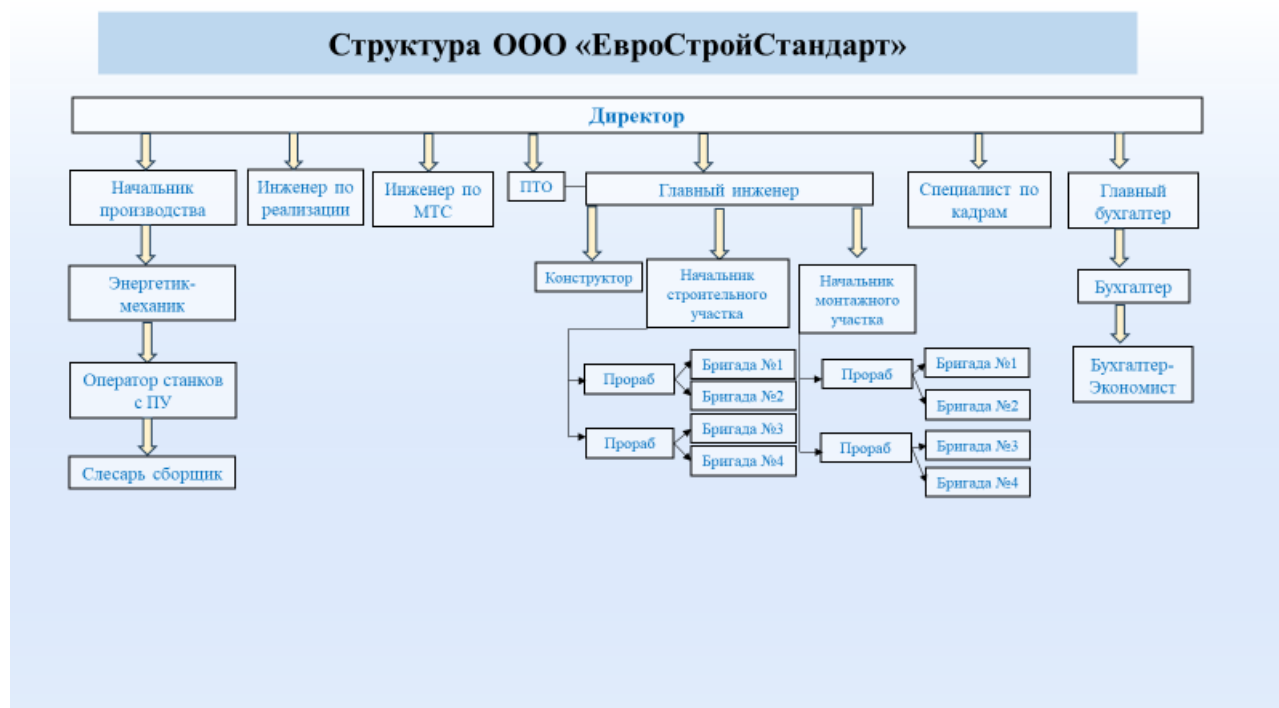 Структура ООО «ЕвроСтройСтандарт»
Директор
Начальник
производства
Инженер по
реализации
Инженер по
МТС
ПТО
Главный инженер
Специалист по
кадрам
Главный
бухгалтер
Энергетик-
механик
Конструктор
Начальник
строительного
участка
Начальник
монтажного
участка
Бухгалтер
Оператор станков
с ПУ
Прораб
Бригада №1
Бригада №2
Прораб
Бригада №3
Бригада №4
Прораб
Бригада №1
Бригада №2
Прораб
Бригада №3
Бригада №4
Бухгалтер-
Экономист
Слесарь сборщик